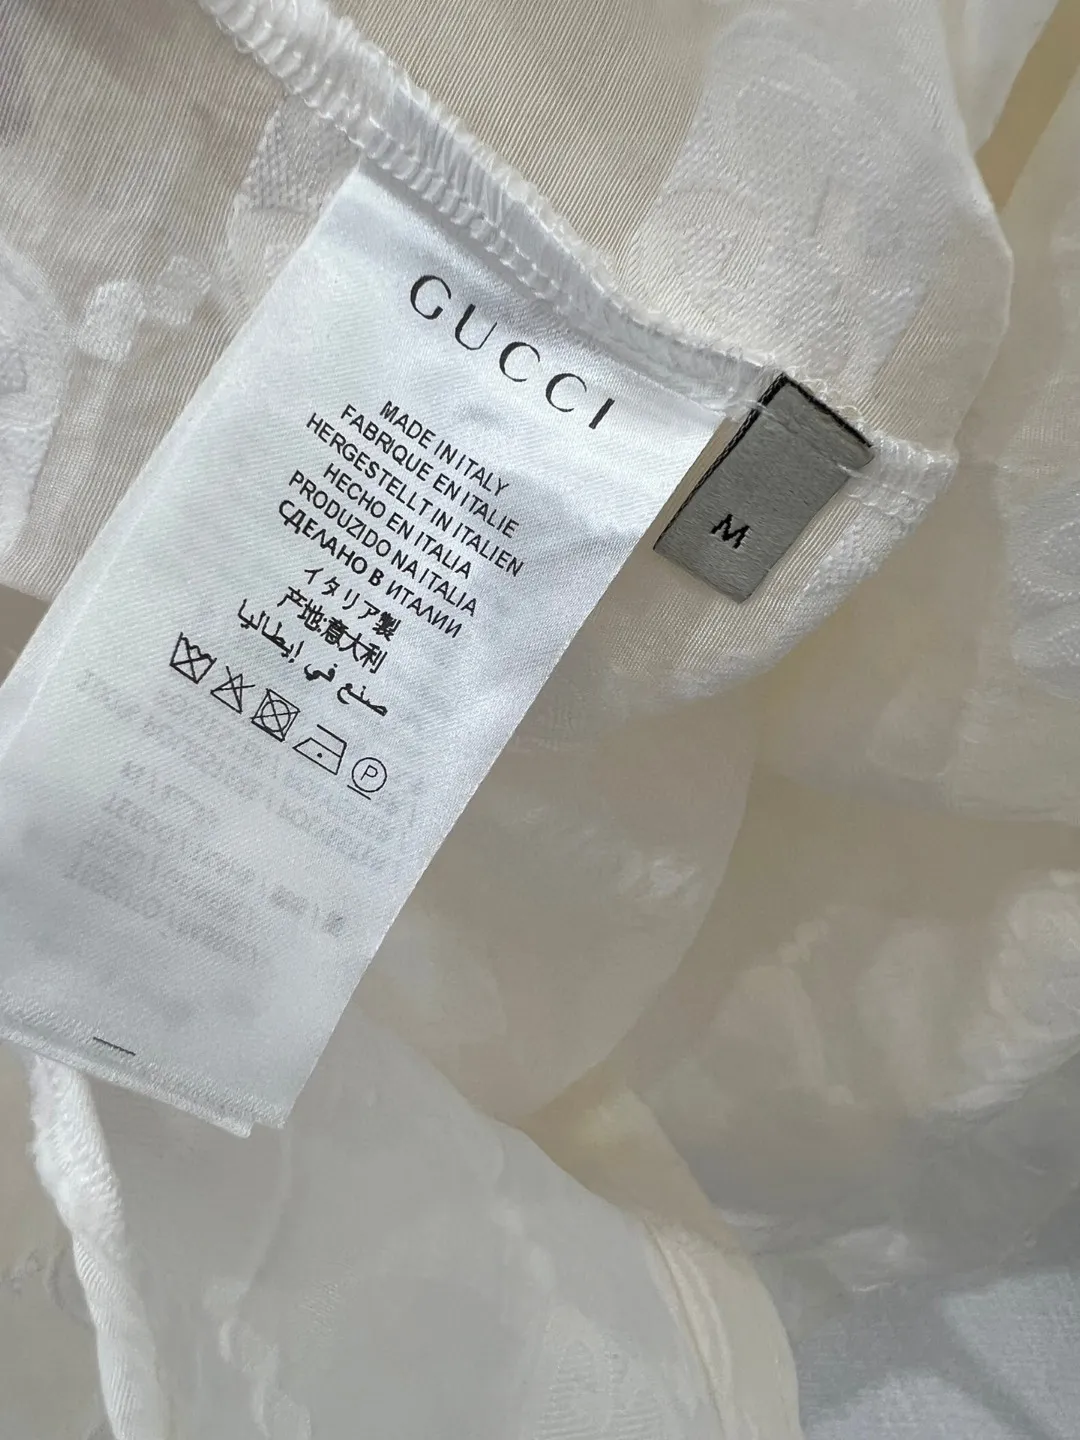 GUCCI
MADE IN ITALY
FABRIQUE EN ITALIE
HERGESTELLT IN ITALIEN
HECHO EN ITALIA
PRODUZIDO NA ITALIA
СДЕЛАНО В ИТАЛИИ
イタリア製
产地:意大利
صنع في إيطاليا
P
M